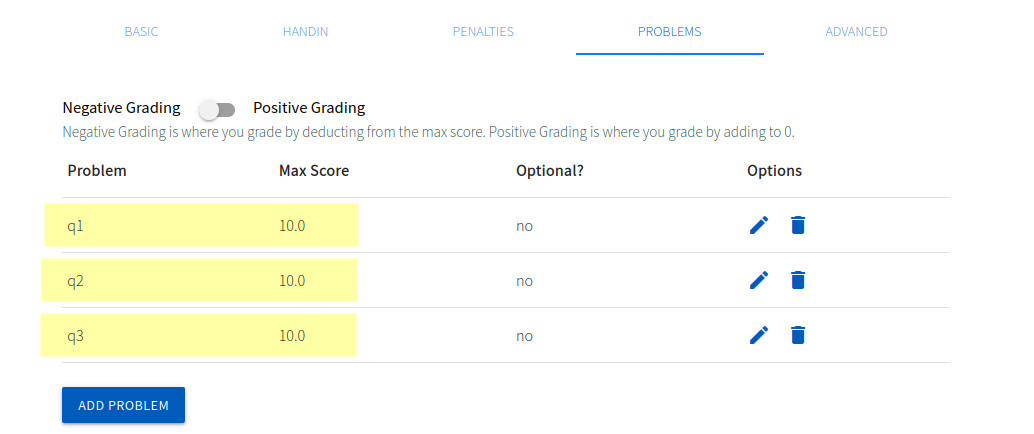 BASIC HANDIN PENALTIES PROBLEMS ADVANCED
Negative Grading Positive Grading
Negative Grading is where you grade by deducting from the max score. Positive Grading is where you grade by adding to 0.
Problem Max Score Optional? Options
q1 10.0 no
q2 10.0 no
q3 10.0 no
ADD PROBLEM